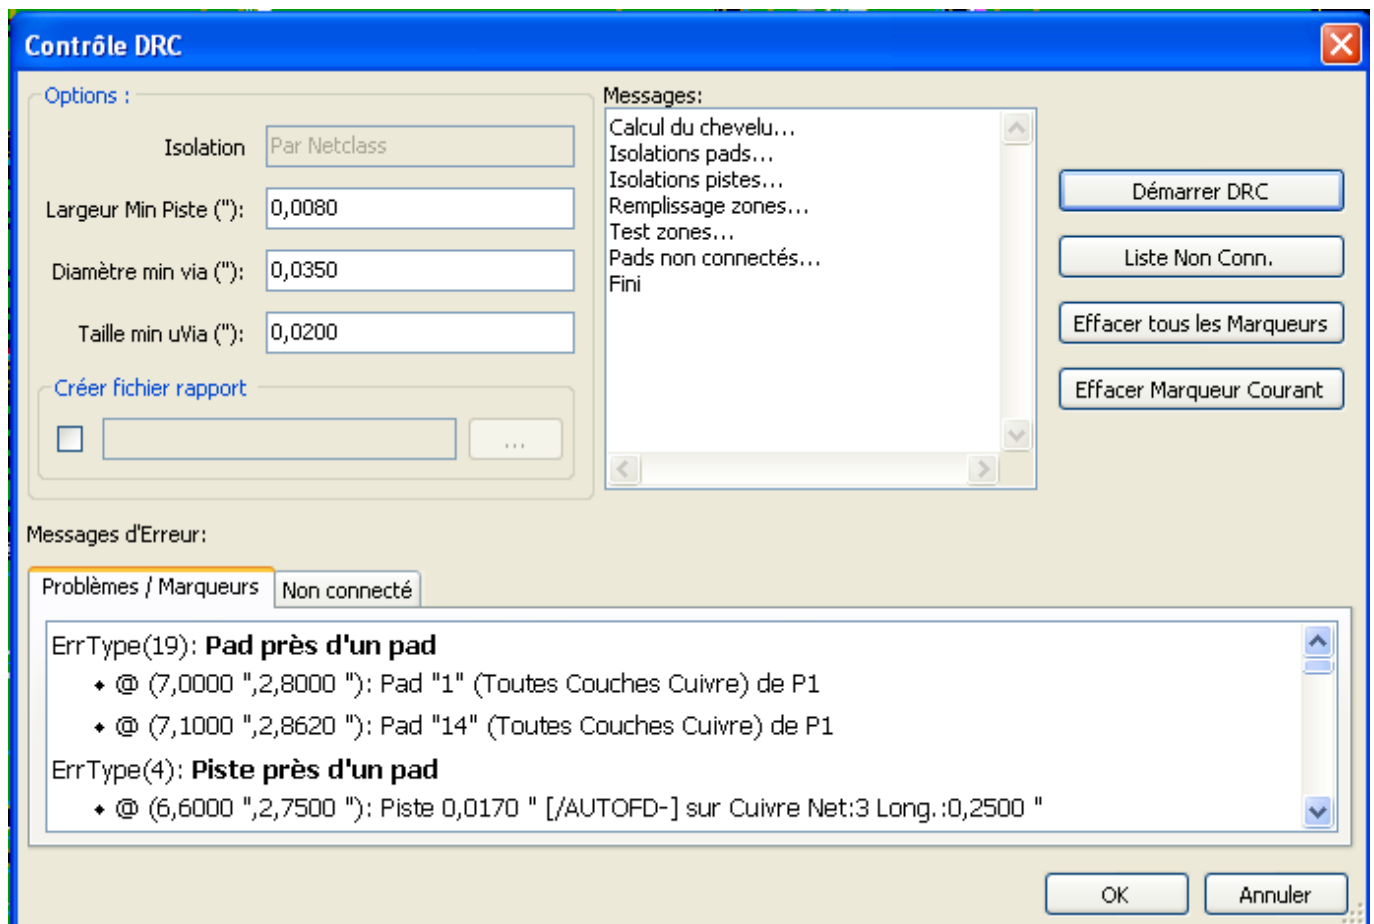 Contrôle DRC
Options :
Isolation
Par Netclass
Largeur Min Piste ("):
0,0080
Diamètre min via ("):
0,0350
Taille min uVia ("):
0,0200
Créer fichier rapport
...
Messages:
Calcul du chevelu...
Isolations pads...
Isolations pistes...
Remplissage zones...
Test zones...
Pads non connectés...
Fini
Démarrer DRC
Liste Non Conn.
Effacer tous les Marqueurs
Effacer Marqueur Courant
Messages d'Erreur:
Problèmes / Marqueurs
Non connecté
ErrType(19): Pad près d'un pad
@ (7,0000 ",2,8000 "): Pad "1" (Toutes Couches Cuivre) de P1
@ (7,1000 ",2,8620 "): Pad "14" (Toutes Couches Cuivre) de P1
ErrType(4): Piste près d'un pad
@ (6,6000 ",2,7500 "): Piste 0,0170 " [/AUTOFD-] sur Cuivre Net:3 Long.:0,2500 "
OK
Annuler